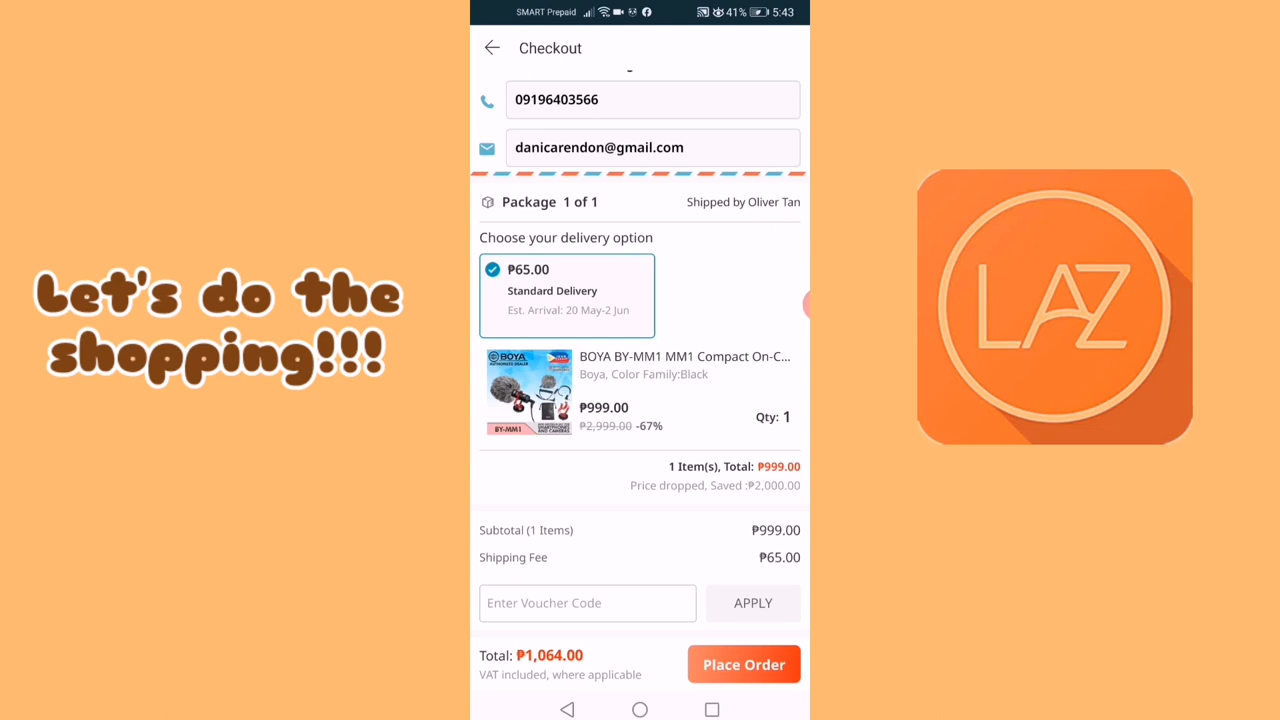 Let's do the
shopping!!!
SMART Prepaid
41%
5:43
Checkout
09196403566
danicarendon@gmail.com
Package 1 of 1
Shipped by Oliver Tan
Choose your delivery option
₱65.00
Standard Delivery
Est. Arrival: 20 May-2 Jun
BOYA
BY-MM1
BOYA BY-MM1 MM1 Compact On-C...
Boya, Color Family:Black
₱999.00
₱2,999.00 -67%
Qty: 1
1 Item(s), Total: ₱999.00
Price dropped, Saved :₱2,000.00
Subtotal (1 Items)
₱999.00
Shipping Fee
₱65.00
Enter Voucher Code
APPLY
Total: ₱1,064.00
VAT included, where applicable
Place Order
LAZ